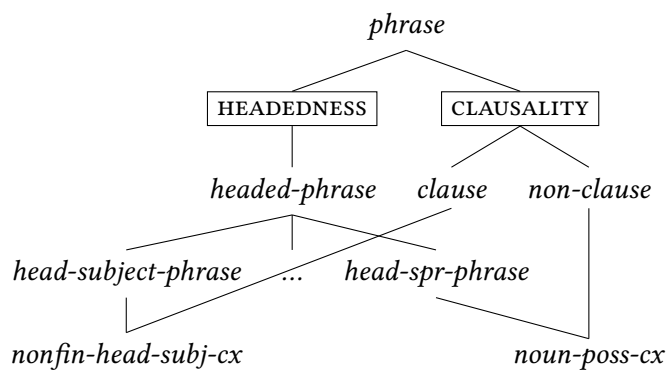 phrase
HEADEDNESS CLAUSALITY
headed-phrase clause non-clause
head-subject-phrase ... head-spr-phrase
nonfin-head-subj-cx noun-poss-cx